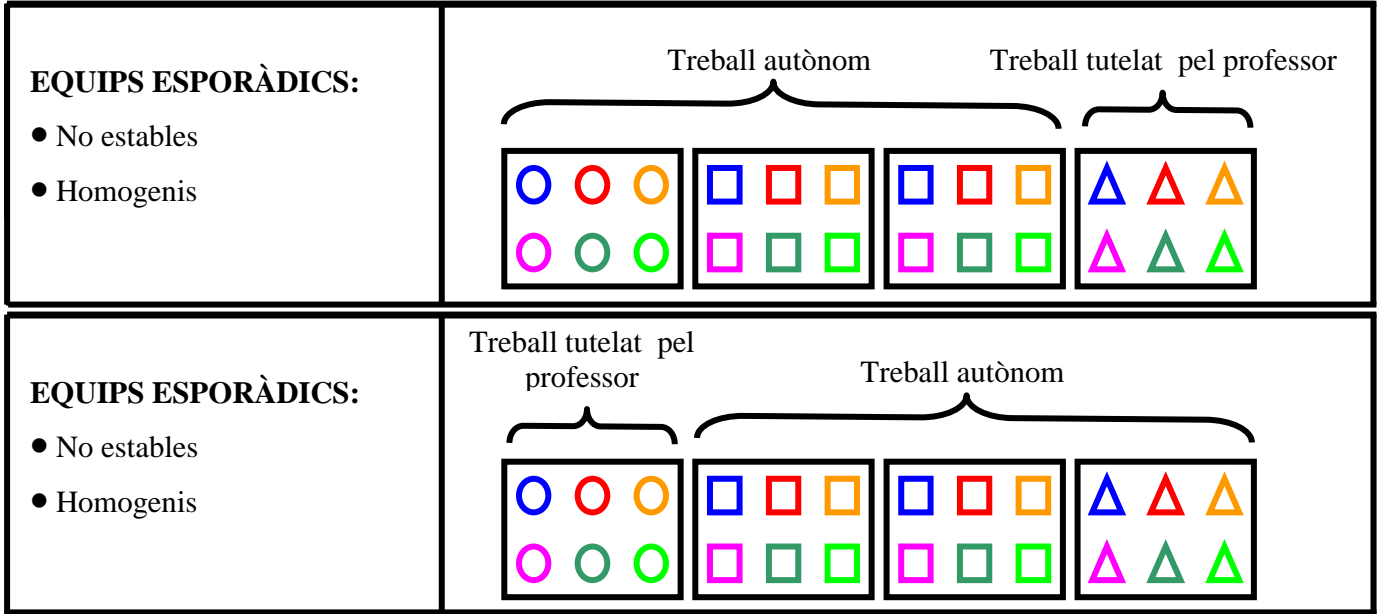 EQUIPS ESPORÀDICS:
● No estables
● Homogenis
Treball autònom
Treball tutelat pel professor
EQUIPS ESPORÀDICS:
● No estables
● Homogenis
Treball tutelat pel
professor
Treball autònom